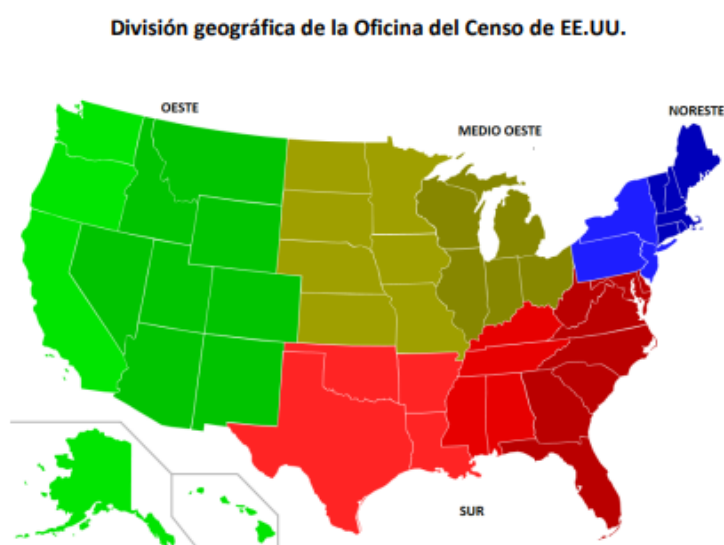 División geográfica de la Oficina del Censo de EE.UU.
OESTE
MEDIO OESTE
NORESTE
SUR